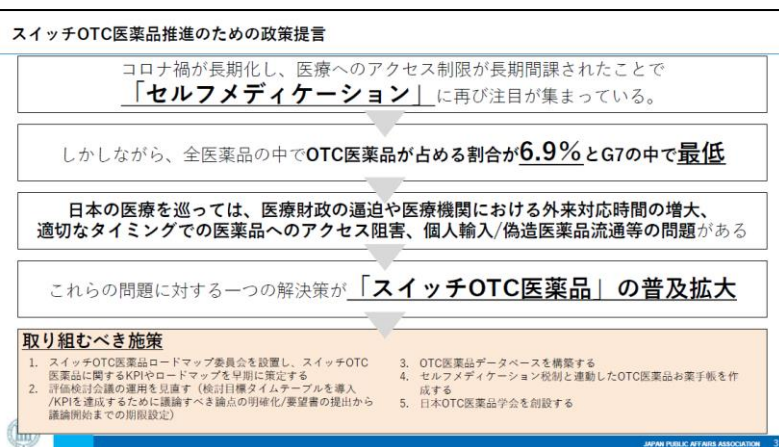 スイッチOTC医薬品推進のための政策提言
コロナ禍が長期化し、医療へのアクセス制限が長期間課されたことで
「セルフメディケーション」に再び注目が集まっている。
しかしながら、全医薬品の中でOTC医薬品が占める割合が6.9%とG7の中で最低
日本の医療を巡っては、医療財政の逼迫や医療機関における外来対応時間の増大、
適切なタイミングでの医薬品へのアクセス阻害、個人輸入/偽造医薬品流通等の問題がある
これらの問題に対する一つの解決策が「スイッチOTC医薬品」の普及拡大
取り組むべき施策
1. スイッチOTC医薬品ロードマップ委員会を設置し、スイッチOTC
医薬品に関するKPIやロードマップを早期に策定する
2. 評価検討会議の運用を見直す(検討目標タイムテーブルを導入
/KPIを達成するために議論すべき論点の明確化/要望書の提出から
議論開始までの期限設定)
3. OTC医薬品データベースを構築する
4. セルフメディケーション税制と連動したOTC医薬品お薬手帳を作
成する
5. 日本OTC医薬品学会を創設する
JAPAN PUBLIC AFFAIRS ASSOCIATION 3